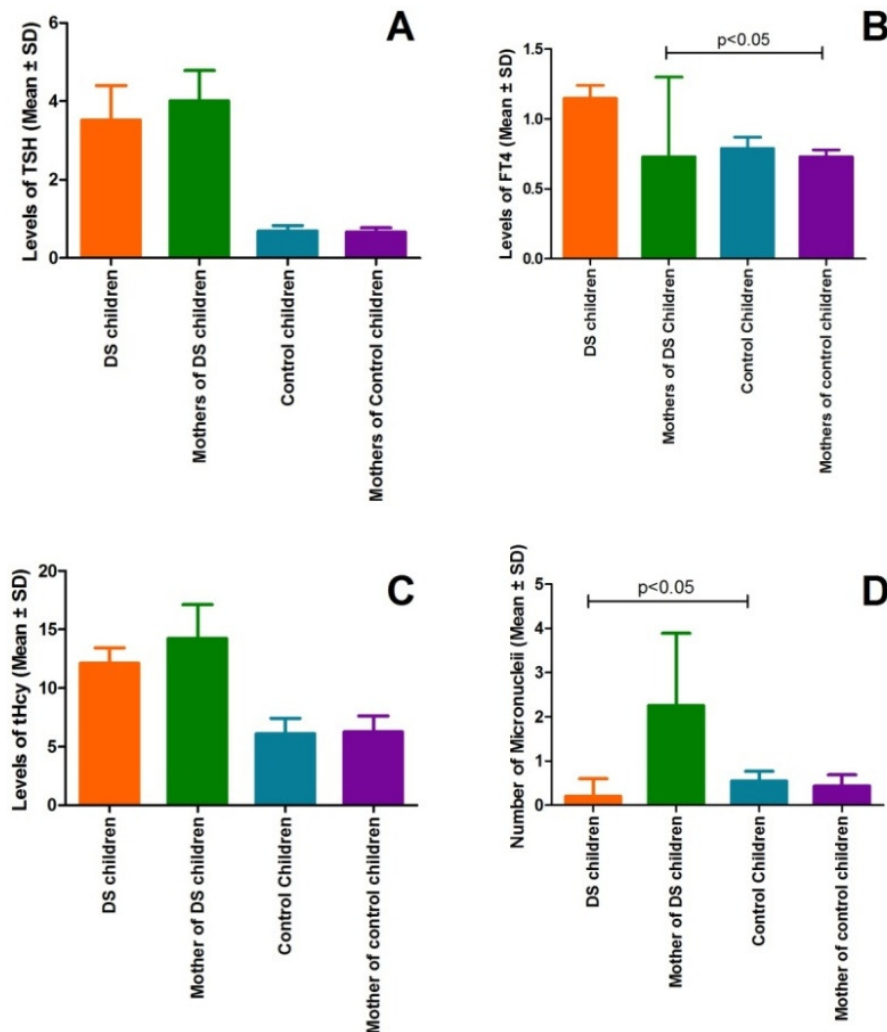 A
Levels of TSH (Mean ± SD)
6
4
2
0
DS children
Mothers of DS children
Control children
Mothers of Control children
B
p<0.05
Levels of FT4 (Mean ± SD)
1.5
1.0
0.5
0.0
DS children
Mothers of DS Children
Control children
Mothers of control children
C
Levels of tHcy (Mean ± SD)
20
15
10
5
0
DS children
Mother of DS children
Control Children
Mother of control children
D
p<0.05
Number of Micronucleii (Mean ± SD)
5
4
3
2
1
0
DS children
Mother of DS children
Control Children
Mother of control children